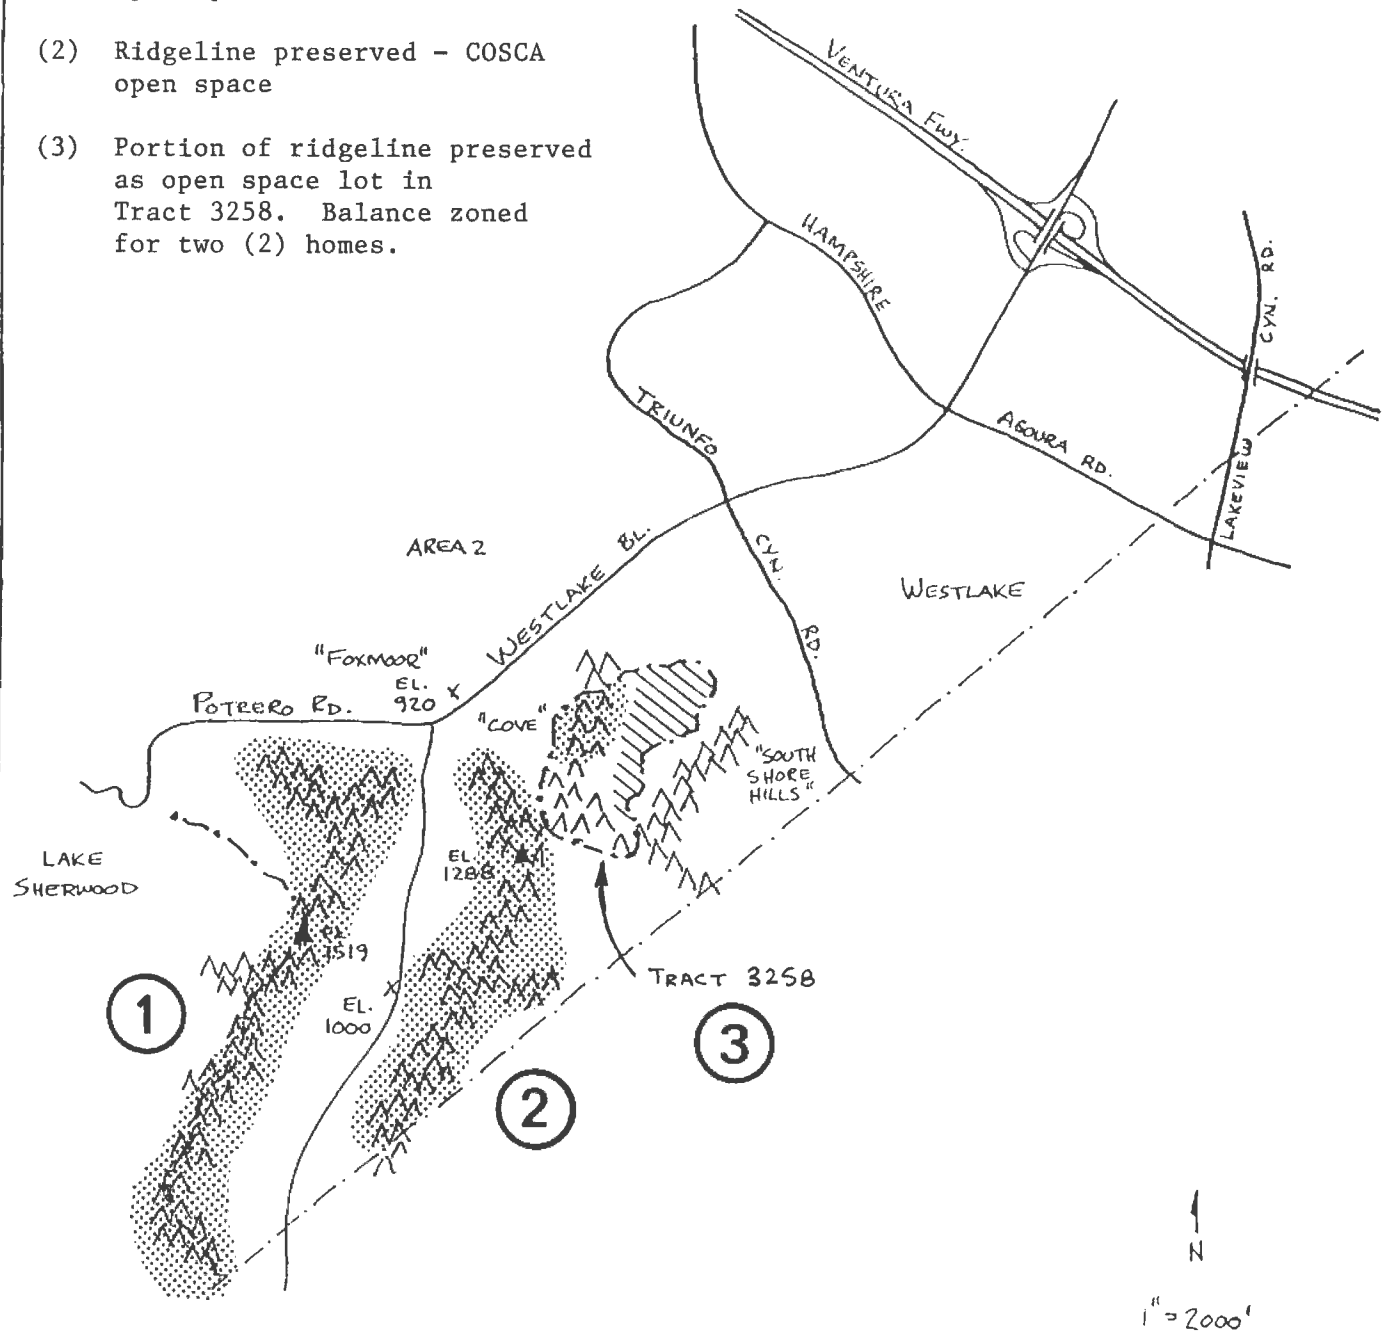 (2) Ridgeline preserved - COSCA
open space
(3) Portion of ridgeline preserved
as open space lot in
Tract 3258. Balance zoned
for two (2) homes.
VENTURA FWY.
HAMPSHIRE
CYN. RD.
TRIUNFO
AGOURA RD.
LAKEVIEW
AREA 2
WESTLAKE BL.
CYN.
RD.
WESTLAKE
"FOXMOOR"
EL.
920
POTRERO RD.
"COVE"
"SOUTH
SHORE
HILLS"
LAKE
SHERWOOD
EL.
1288
EL.
1519
TRACT 3258
EL.
1000
1
3
2
N
1"=2000'